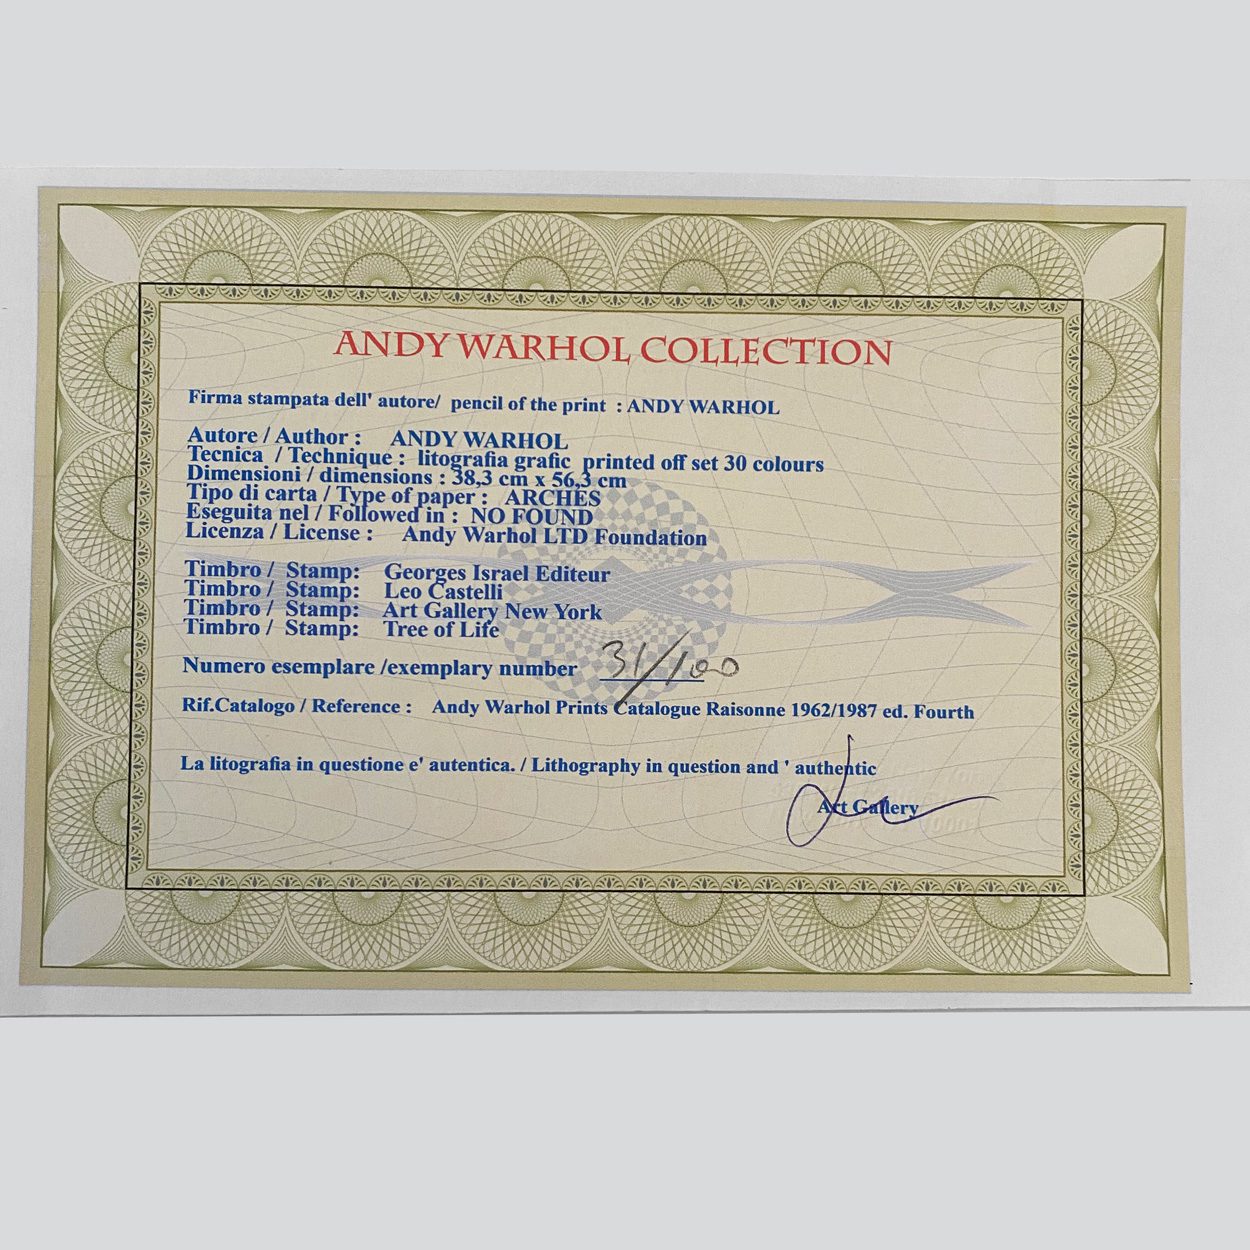 ANDY WARHOL COLLECTION
Firma stampata dell' autore/ pencil of the print : ANDY WARHOL
Autore / Author : ANDY WARHOL
Tecnica / Technique : litografia grafic printed off set 30 colours
Dimensioni / dimensions : 38,3 cm x 56,3 cm
Tipo di carta / Type of paper : ARCHES
Eseguita nel / Followed in : NO FOUND
Licenza / License : Andy Warhol LTD Foundation
Timbro / Stamp: Georges Israel Editeur
Timbro / Stamp: Leo Castelli
Timbro / Stamp: Art Gallery New York
Timbro / Stamp: Tree of Life
Numero esemplare /exemplary number 31/100
Rif.Catalogo / Reference : Andy Warhol Prints Catalogue Raisonne 1962/1987 ed. Fourth
La litografia in questione e' autentica. / Lithography in question and ' authentic
Art Gallery